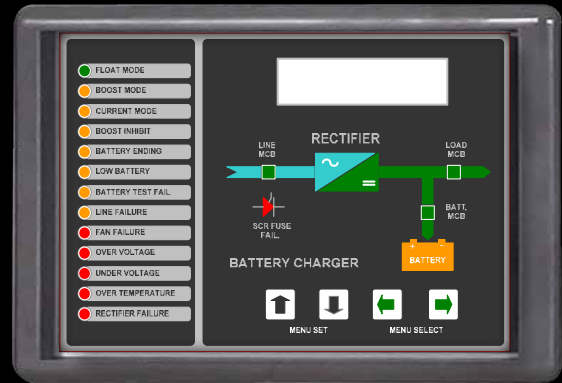 FLOAT MODE
BOOST MODE
CURRENT MODE
BOOST INHIBIT
BATTERY ENDING
LOW BATTERY
BATTERY TEST FAIL
LINE FAILURE
FAN FAILURE
OVER VOLTAGE
UNDER VOLTAGE
OVER TEMPERATURE
RECTIFIER FAILURE
RECTIFIER
LINE
MCB
LOAD
MCB
BATT.
MCB
SCR FUSE
FAIL.
BATTERY CHARGER
+ -
BATTERY
MENU SET
MENU SELECT